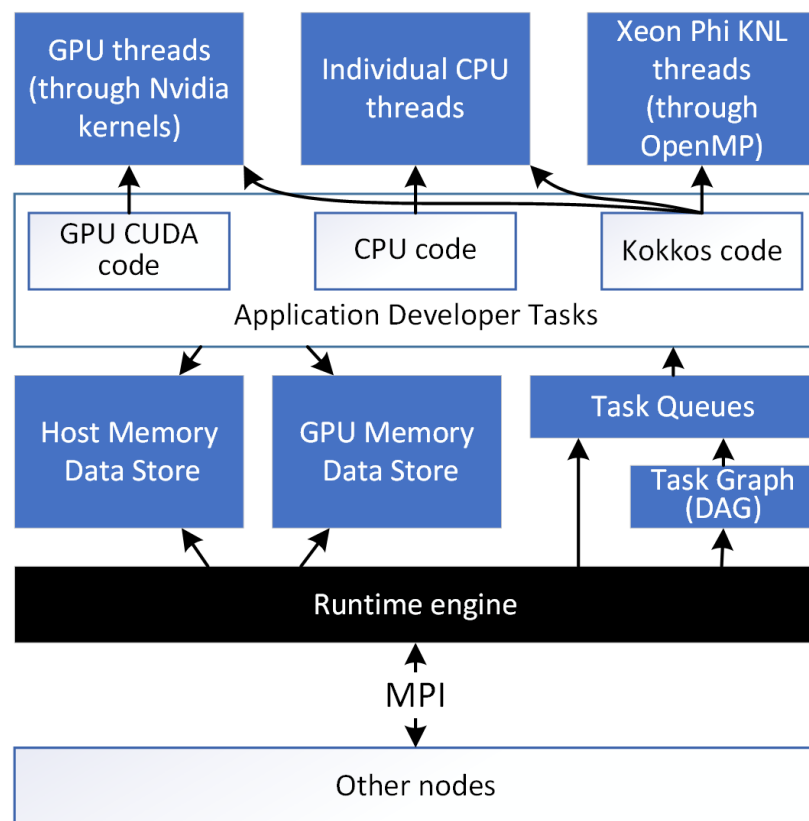 GPU threads
(through Nvidia
kernels)
Individual CPU
threads
Xeon Phi KNL
threads
(through
OpenMP)
GPU CUDA
code
CPU code
Kokkos code
Application Developer Tasks
Host Memory
Data Store
GPU Memory
Data Store
Task Queues
Task Graph
(DAG)
Runtime engine
MPI
Other nodes